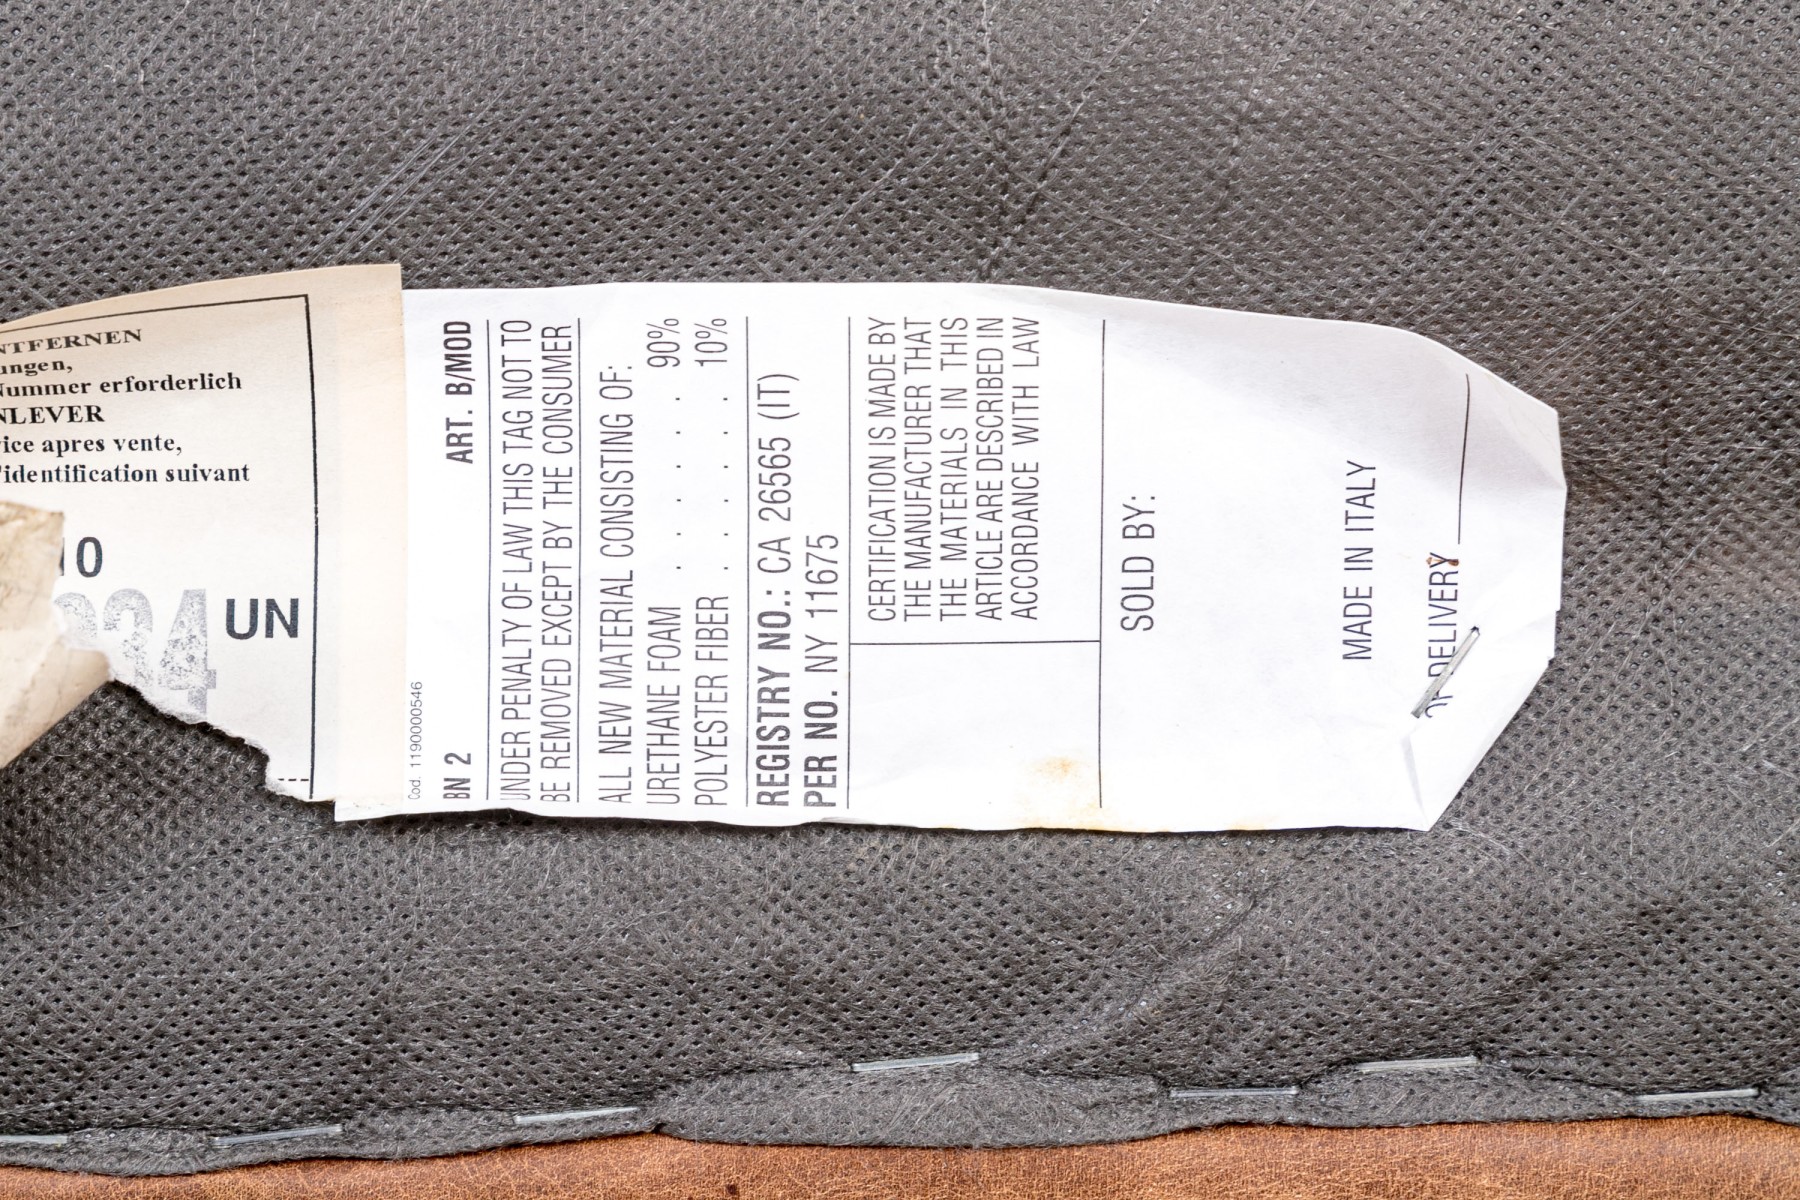 NTFERNEN
ungen,
Nummer erforderlich
NLEVER
ice apres vente,
'identification suivant
10
334 UN
Cod. 1190000546
BN 2 ART. B/MOD
UNDER PENALTY OF LAW THIS TAG NOT TO
BE REMOVED EXCEPT BY THE CONSUMER
ALL NEW MATERIAL CONSISTING OF:
URETHANE FOAM . . . . . 90%
POLYESTER FIBER . . . . . 10%
REGISTRY NO.: CA 26565 (IT)
PER NO. NY 11675
CERTIFICATION IS MADE BY
THE MANUFACTURER THAT
THE MATERIALS IN THIS
ARTICLE ARE DESCRIBED IN
ACCORDANCE WITH LAW
SOLD BY:
MADE IN ITALY
OF DELIVERY